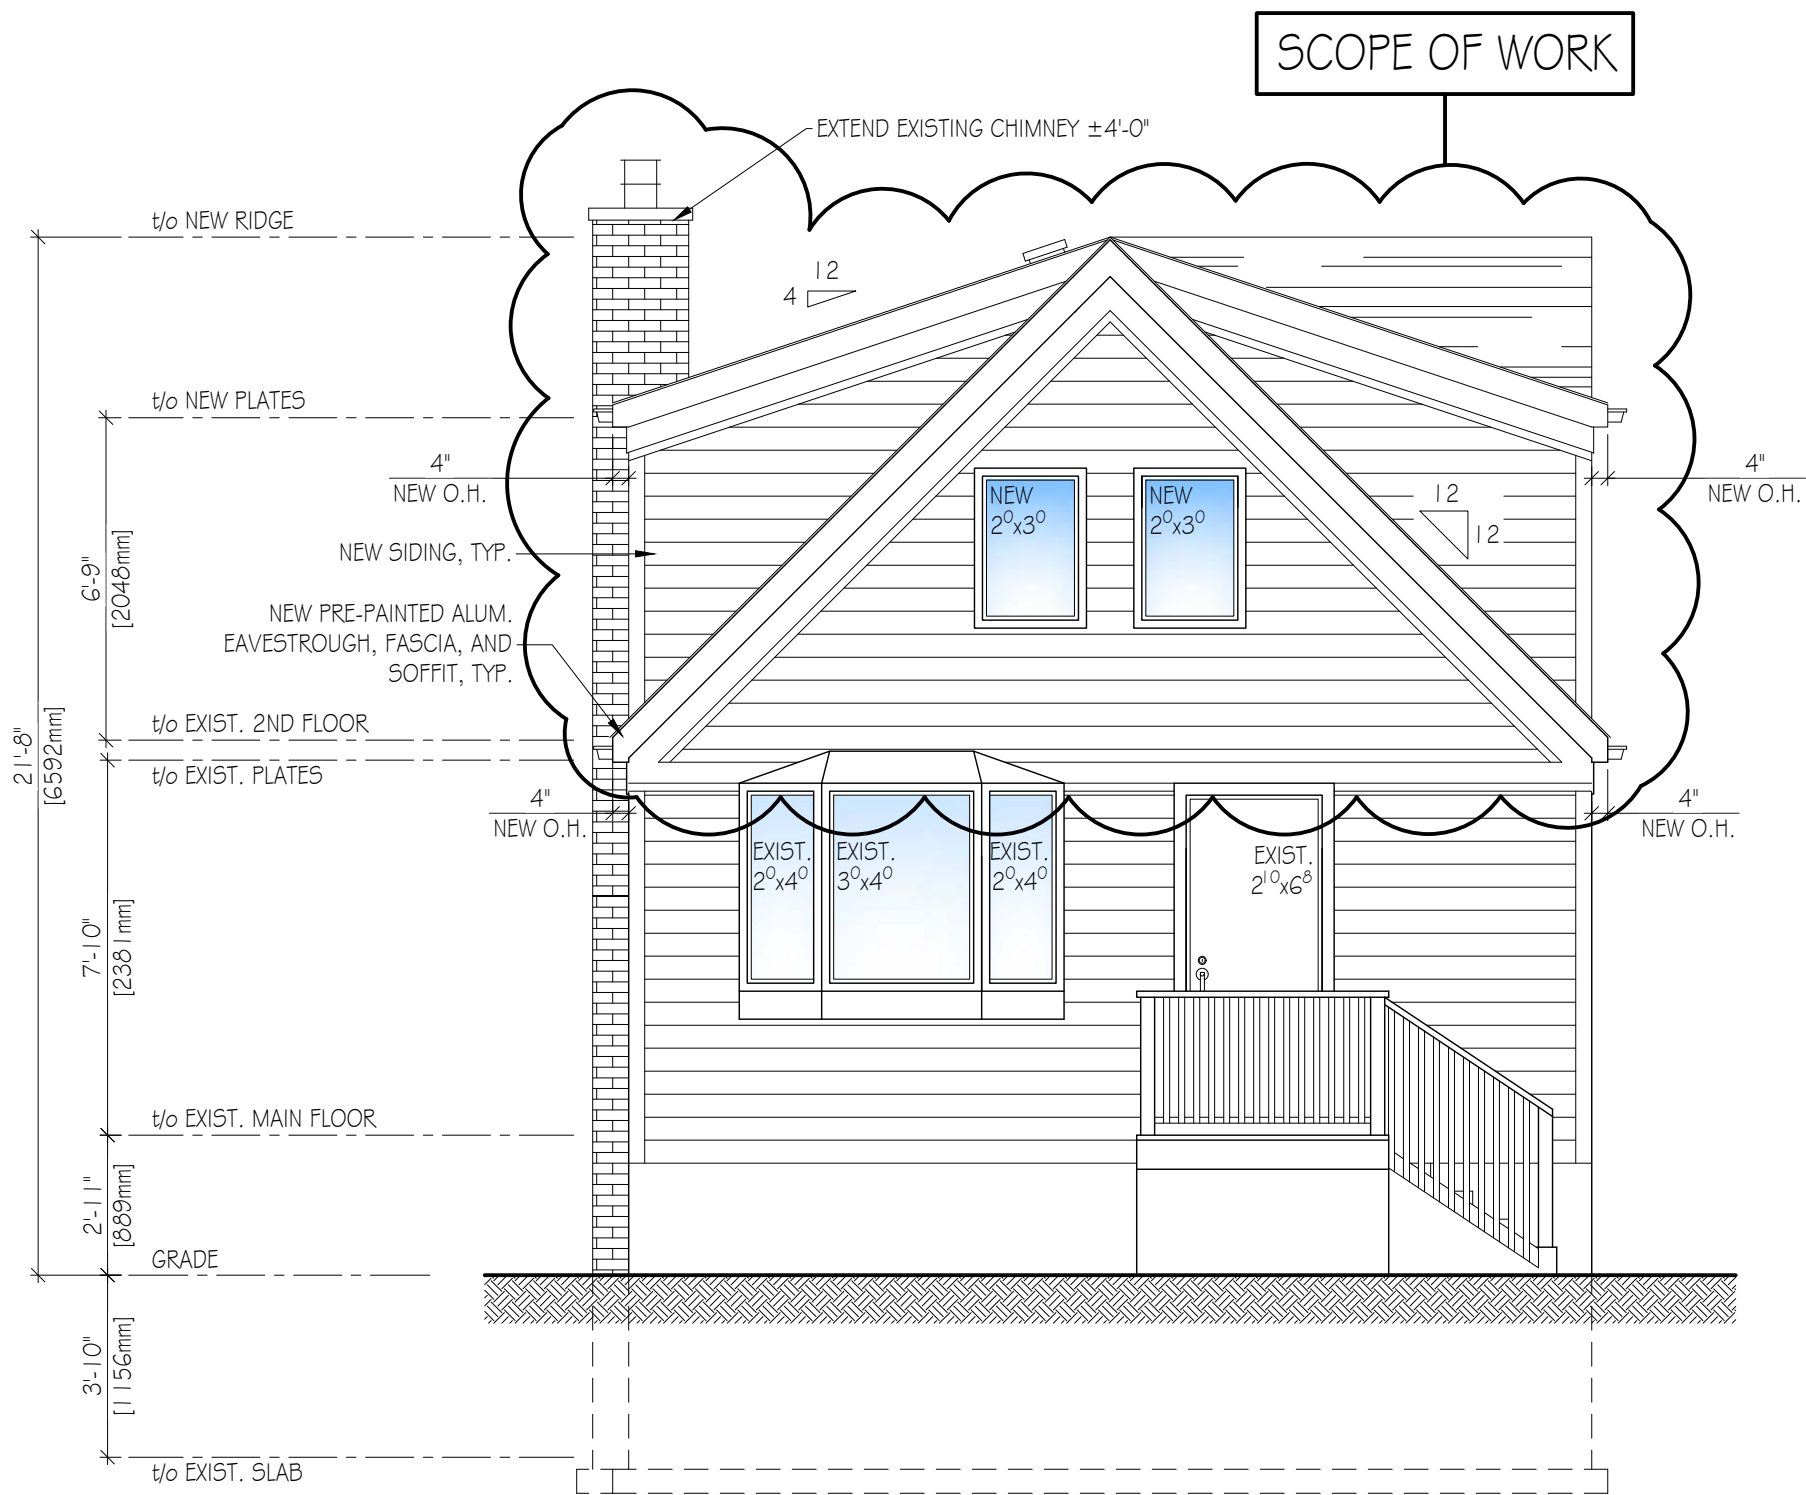 SCOPE OF WORK
EXTEND EXISTING CHIMNEY ±4'-0"
t/o NEW RIDGE
12
4
t/o NEW PLATES
4"
NEW O.H.
4"
NEW O.H.
NEW
2⁰x3⁰
NEW
2⁰x3⁰
12
12
NEW SIDING, TYP.
6'-9"
[2048mm]
NEW PRE-PAINTED ALUM.
EAVESTROUGH, FASCIA, AND
SOFFIT, TYP.
t/o EXIST. 2ND FLOOR
21'-8"
[6592mm]
t/o EXIST. PLATES
4"
NEW O.H.
4"
NEW O.H.
EXIST.
2⁰x4⁰
EXIST.
3⁰x4⁰
EXIST.
2⁰x4⁰
EXIST.
2¹⁰x6⁸
7'-10"
[2381mm]
t/o EXIST. MAIN FLOOR
2'-11"
[889mm]
GRADE
3'-10"
[1156mm]
t/o EXIST. SLAB